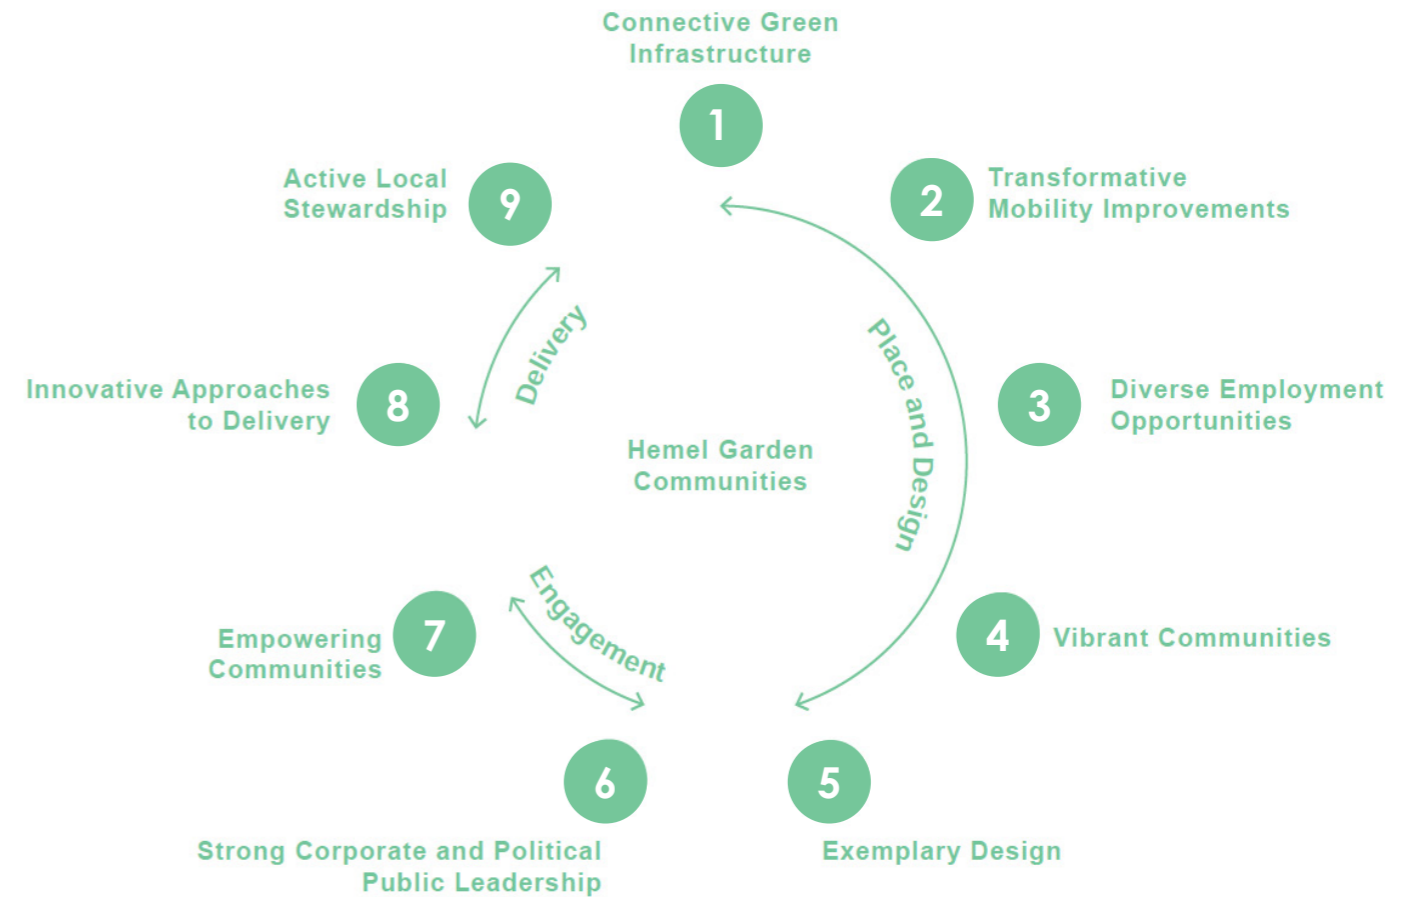 Connective Green
Infrastructure
1
2
Transformative
Mobility Improvements
3
Diverse Employment
Opportunities
4
Vibrant Communities
5
Exemplary Design
6
Strong Corporate and Political
Public Leadership
7
Empowering
Communities
8
Innovative Approaches
to Delivery
9
Active Local
Stewardship
Place and Design
Engagement
Delivery
Hemel Garden
Communities